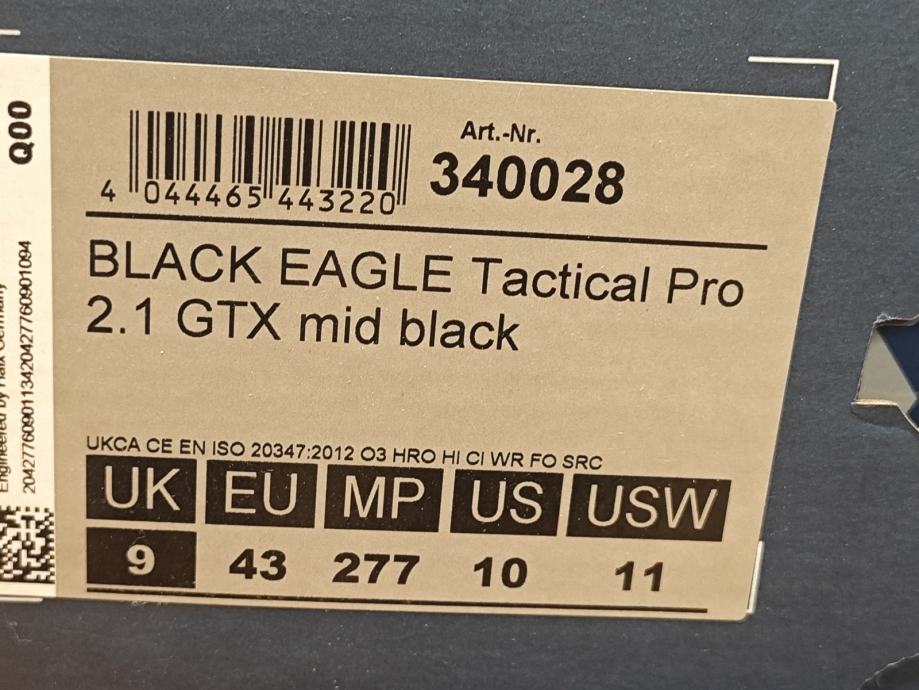 Q00
Engineered by Haix Germany
2042776090113420427760901094
Art.-Nr.
340028
4 044465 443220
BLACK EAGLE Tactical Pro
2.1 GTX mid black
UKCA CE EN ISO 20347:2012 O3 HRO HI CI WR FO SRC
UK EU MP US USW
9 43 277 10 11